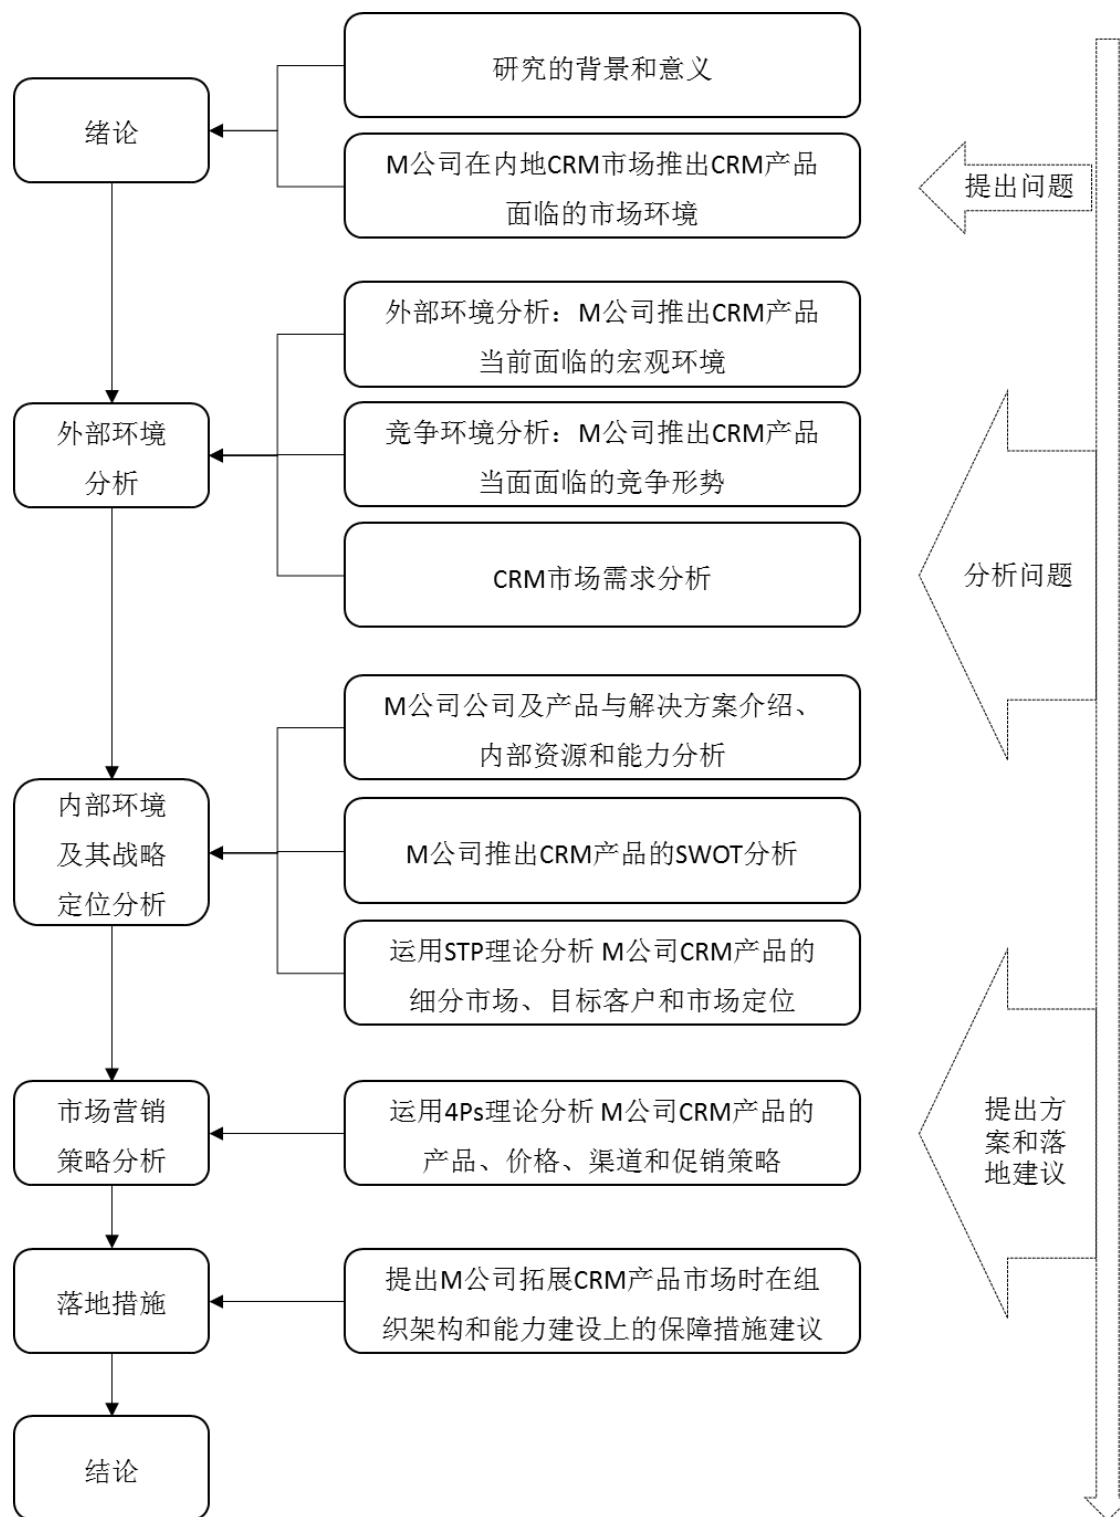 研究的背景和意义
绪论
M公司在内地CRM市场推出CRM产品
面临的市场环境
提出问题
外部环境分析：M公司推出CRM产品
当前面临的宏观环境
外部环境
分析
竞争环境分析：M公司推出CRM产品
当面面临的竞争形势
CRM市场需求分析
分析问题
M公司公司及产品与解决方案介绍、
内部资源和能力分析
内部环境
及其战略
定位分析
M公司推出CRM产品的SWOT分析
运用STP理论分析 M公司CRM产品的
细分市场、目标客户和市场定位
市场营销
策略分析
运用4Ps理论分析 M公司CRM产品的
产品、价格、渠道和促销策略
提出方
案和落
地建议
落地措施
提出M公司拓展CRM产品市场时在组
织架构和能力建设上的保障措施建议
结论